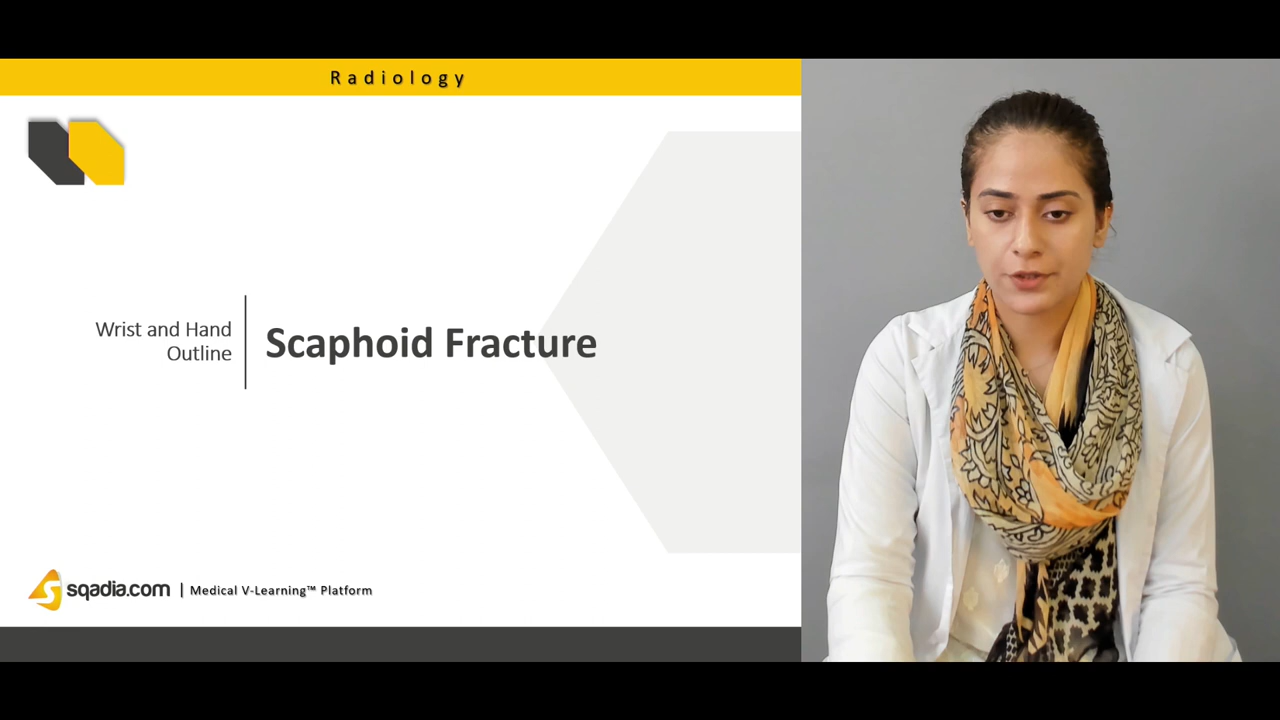 Radiology
Wrist and Hand
Outline
Scaphoid Fracture
sqadia.com | Medical V-Learning™ Platform